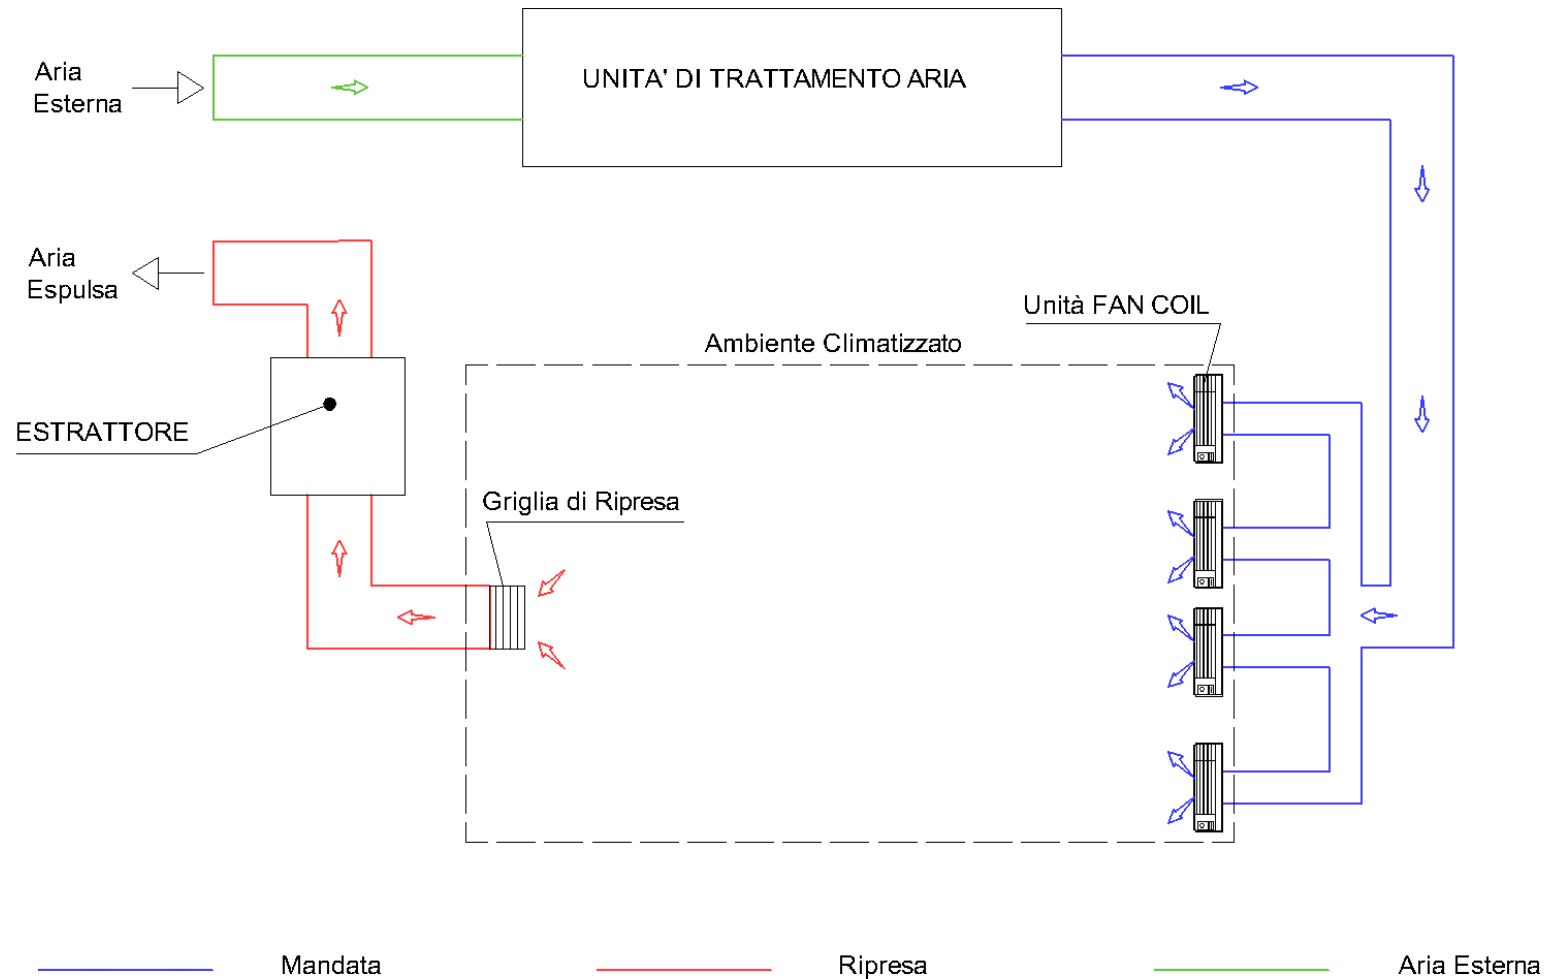 Aria
Esterna
UNITA' DI TRATTAMENTO ARIA
Aria
Espulsa
Unità FAN COIL
Ambiente Climatizzato
ESTRATTORE
Griglia di Ripresa
Mandata
Ripresa
Aria Esterna